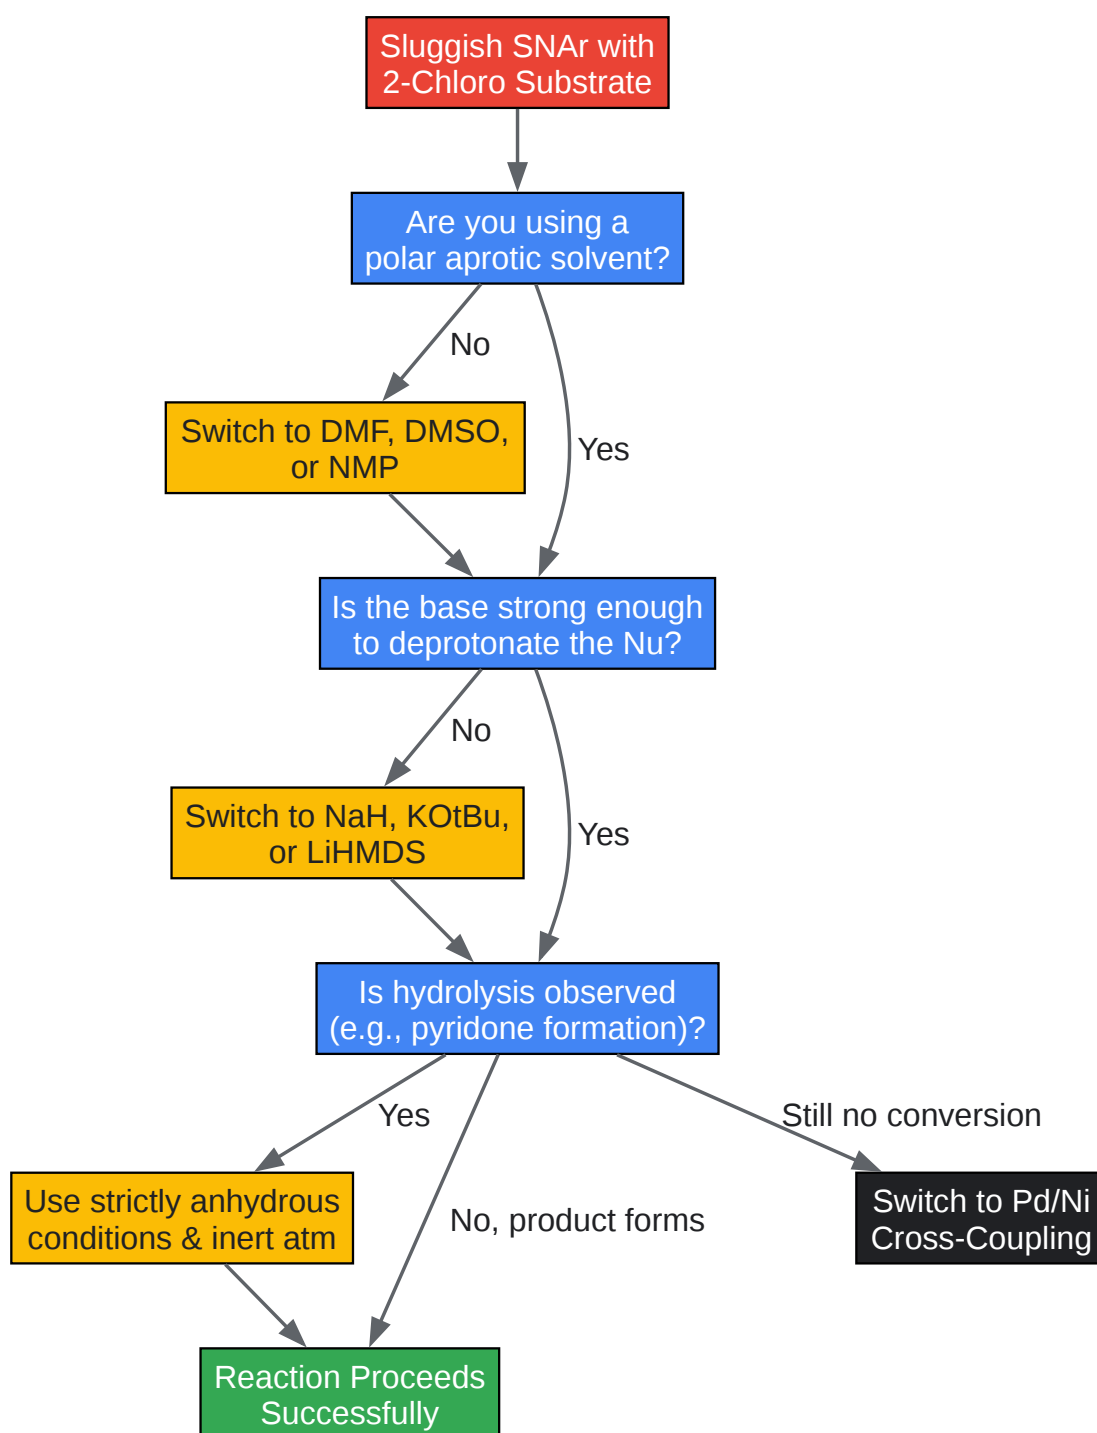 Sluggish SNAr with
2-Chloro Substrate
Are you using a
polar aprotic solvent?
No
Yes
Switch to DMF, DMSO,
or NMP
Is the base strong enough
to deprotonate the Nu?
No
Yes
Switch to NaH, KOtBu,
or LiHMDS
Is hydrolysis observed
(e.g., pyridone formation)?
Yes
Still no conversion
No, product forms
Use strictly anhydrous
conditions & inert atm
Switch to Pd/Ni
Cross-Coupling
Reaction Proceeds
Successfully